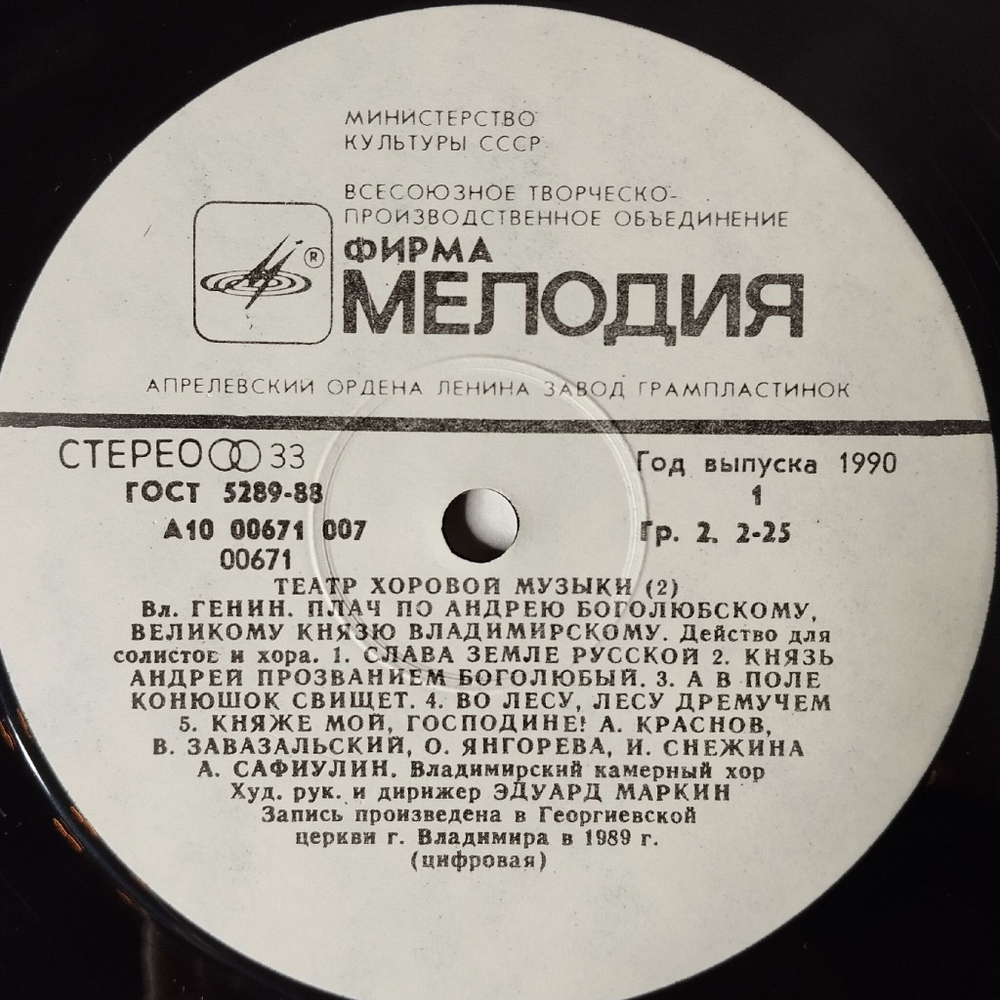 МИНИСТЕРСТВО
КУЛЬТУРЫ СССР
ВСЕСОЮЗНОЕ ТВОРЧЕСКО-
ПРОИЗВОДСТВЕННОЕ ОБЪЕДИНЕНИЕ
®
ФИРМА
МЕЛОДИЯ
АПРЕЛЕВСКИЙ ОРДЕНА ЛЕНИНА ЗАВОД ГРАМПЛАСТИНОК
СТЕРЕО 33
Год выпуска 1990
ГОСТ 5289-88
1
А10 00671 007
Гр. 2. 2-25
00671
ТЕАТР ХОРОВОЙ МУЗЫКИ (2)
Вл. ГЕНИН. ПЛАЧ ПО АНДРЕЮ БОГОЛЮБСКОМУ,
ВЕЛИКОМУ КНЯЗЮ ВЛАДИМИРСКОМУ. Действо для
солистов и хора. 1. СЛАВА ЗЕМЛЕ РУССКОЙ 2. КНЯЗЬ
АНДРЕЙ ПРОЗВАНИЕМ БОГОЛЮБЫЙ. 3. А В ПОЛЕ
КОНЮШОК СВИЩЕТ. 4. ВО ЛЕСУ, ЛЕСУ ДРЕМУЧЕМ
5. КНЯЖЕ МОЙ, ГОСПОДИНЕ! А. КРАСНОВ,
В. ЗАВАЗАЛЬСКИЙ, О. ЯНГОРЕВА, И. СНЕЖИНА
А. САФИУЛИН. Владимирский камерный хор
Худ. рук. и дирижер ЭДУАРД МАРКИН
Запись произведена в Георгиевской
церкви г. Владимира в 1989 г.
(цифровая)